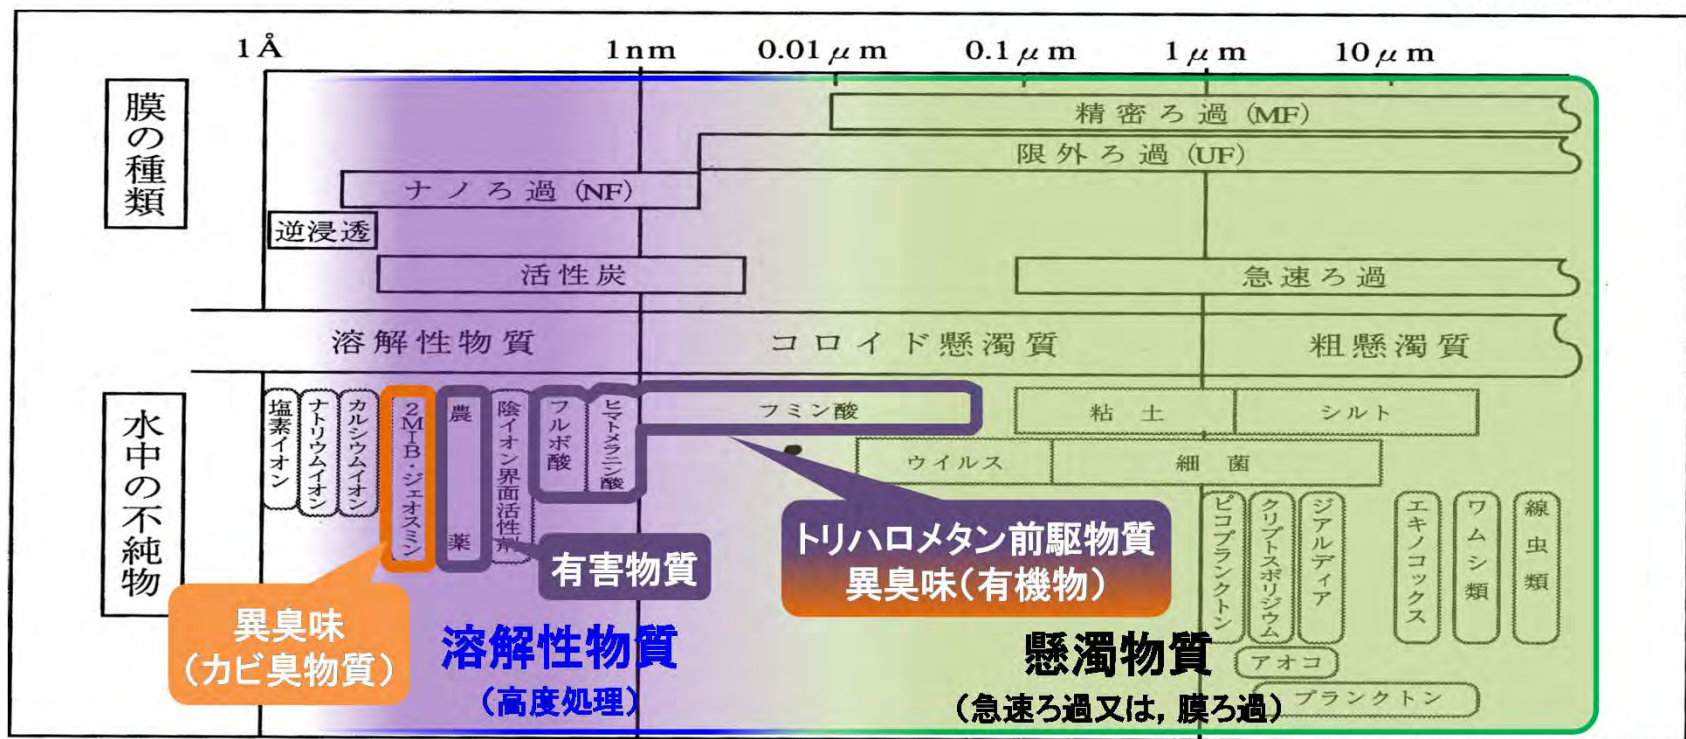 1Å
1nm
0.01μm
0.1μm
1μm
10μm
膜の種類
精密ろ過(MF)
限外ろ過(UF)
ナノろ過(NF)
逆浸透
活性炭
急速ろ過
溶解性物質
コロイド懸濁質
粗懸濁質
水中の不純物
塩素イオン
ナトリウムイオン
カルシウムイオン
2MIB・ジェオスミン
農薬
陰イオン界面活性剤
フルボ酸
ヒマトメラニン酸
フミン酸
粘土
シルト
ウイルス
細菌
ピコプランクトン
クリプトスポリジウム
ジアルディア
エキノコックス
ワムシ類
線虫類
アオコ
プランクトン
有害物質
トリハロメタン前駆物質
異臭味(有機物)
異臭味
(カビ臭物質)
溶解性物質
(高度処理)
懸濁物質
(急速ろ過又は,膜ろ過)